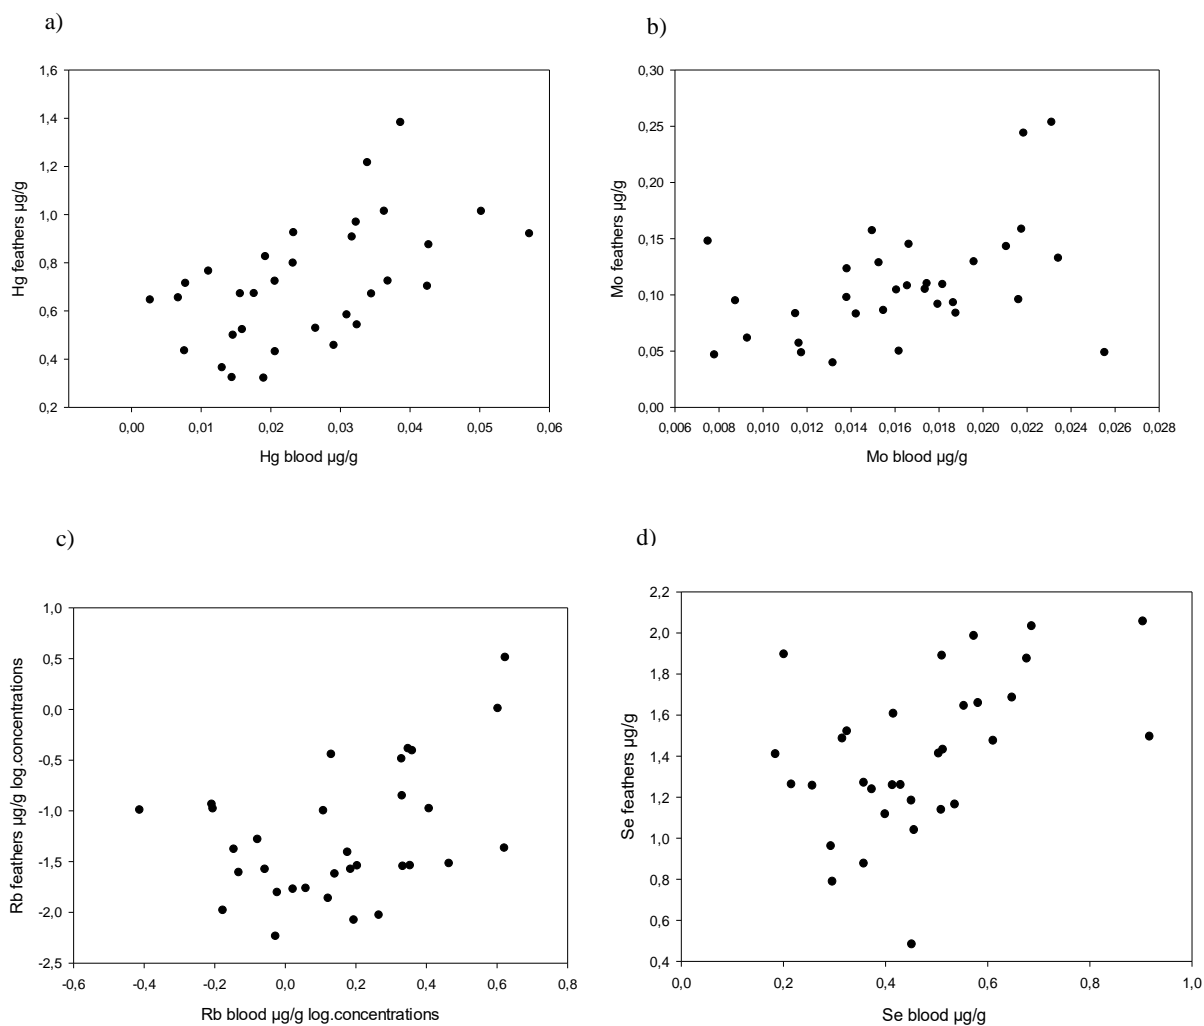 a)
1,6
1,4
1,2
1,0
0,8
0,6
0,4
0,2
Hg feathers µg/g
0,00 0,01 0,02 0,03 0,04 0,05 0,06
Hg blood µg/g
b)
0,30
0,25
0,20
0,15
0,10
0,05
0,00
Mo feathers µg/g
0,006 0,008 0,010 0,012 0,014 0,016 0,018 0,020 0,022 0,024 0,026 0,028
Mo blood µg/g
c)
1,0
0,5
0,0
-0,5
-1,0
-1,5
-2,0
-2,5
Rb feathers µg/g log.concentrations
-0,6 -0,4 -0,2 0,0 0,2 0,4 0,6 0,8
Rb blood µg/g log.concentrations
d)
2,2
2,0
1,8
1,6
1,4
1,2
1,0
0,8
0,6
0,4
Se feathers µg/g
0,0 0,2 0,4 0,6 0,8 1,0
Se blood µg/g